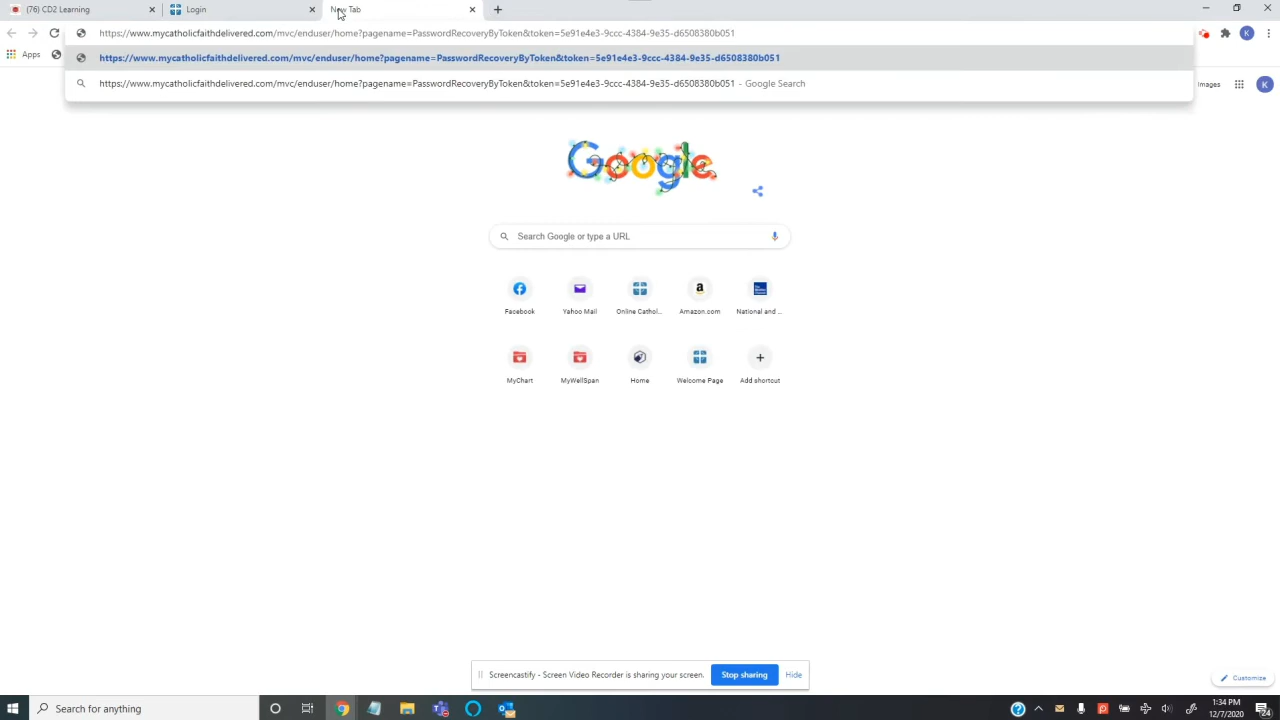 (76) CD2 Learning
Login
New Tab
https://www.mycatholicfaithdelivered.com/mvc/enduser/home?pagename=PasswordRecoveryByToken&token=5e91e4e3-9ccc-4384-9e35-d6508380b051
K
Apps
https://www.mycatholicfaithdelivered.com/mvc/enduser/home?pagename=PasswordRecoveryByToken&token=5e91e4e3-9ccc-4384-9e35-d6508380b051
https://www.mycatholicfaithdelivered.com/mvc/enduser/home?pagename=PasswordRecoveryByToken&token=5e91e4e3-9ccc-4384-9e35-d6508380b051 - Google Search
Images
K
Google
Search Google or type a URL
Facebook
Yahoo Mail
Online Cathol...
Amazon.com
National and ...
MyChart
MyWellSpan
Home
Welcome Page
Add shortcut
Screencastify - Screen Video Recorder is sharing your screen.
Stop sharing
Hide
Customize
Search for anything
1:34 PM
12/7/2020